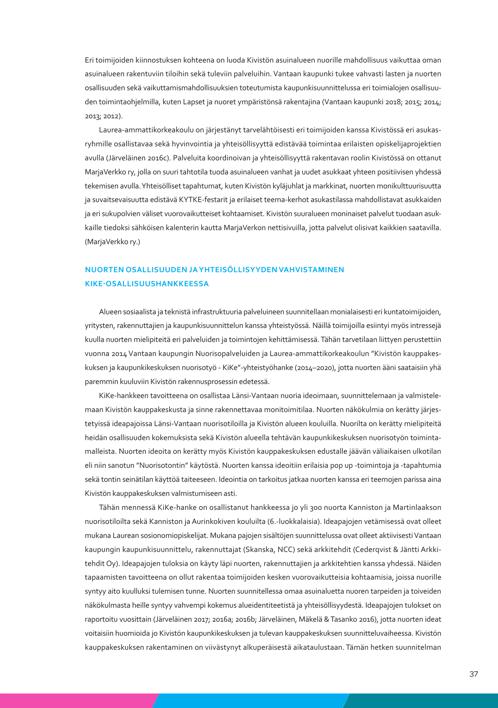 Eri toimijoiden kiinnostuksen kohteena on luoda Kivistön asuinalueen nuorille mahdollisuus vaikuttaa oman
asuinalueen rakentuviin tiloihin sekä tuleviin palveluihin. Vantaan kaupunki tukee vahvasti lasten ja nuorten
osallisuuden sekä vaikuttamismahdollisuuksien toteutumista kaupunkisuunnittelussa eri toimialojen osallisuu-
den toimintaohjelmilla, kuten Lapset ja nuoret ympäristönsä rakentajina (Vantaan kaupunki 2018; 2015; 2014;
2013; 2012).
Laurea-ammattikorkeakoulu on järjestänyt tarvelähtöisesti eri toimijoiden kanssa Kivistössä eri asukas-
ryhmille osallistavaa sekä hyvinvointia ja yhteisöllisyyttä edistävää toimintaa erilaisten opiskelijaprojektien
avulla (Järveläinen 2016c). Palveluita koordinoivan ja yhteisöllisyyttä rakentavan roolin Kivistössä on ottanut
MarjaVerkko ry, jolla on suuri tahtotila tuoda asuinalueen vanhat ja uudet asukkaat yhteen positiivisen yhdessä
tekemisen avulla. Yhteisölliset tapahtumat, kuten Kivistön kyläjuhlat ja markkinat, nuorten monikulttuurisuutta
ja suvaitsevaisuutta edistävä KYTKE-festarit ja erilaiset teema-kerhot asukastilassa mahdollistavat asukkaiden
ja eri sukupolvien väliset vuorovaikutteiset kohtaamiset. Kivistön suuralueen moninaiset palvelut tuodaan asuk-
kaille tiedoksi sähköisen kalenterin kautta MarjaVerkon nettisivuilla, jotta palvelut olisivat kaikkien saatavilla.
(MarjaVerkko ry.)
NUORTEN OSALLISUUDEN JA YHTEISÖLLISYYDEN VAHVISTAMINEN
KIKE-OSALLISUUSHANKKEESSA
Alueen sosiaalista ja teknistä infrastruktuuria palveluineen suunnitellaan monialaisesti eri kuntatoimijoiden,
yritysten, rakennuttajien ja kaupunkisuunnittelun kanssa yhteistyössä. Näillä toimijoilla esiintyi myös intressejä
kuulla nuorten mielipiteitä eri palveluiden ja toimintojen kehittämisessä. Tähän tarvetilaan liittyen perustettiin
vuonna 2014 Vantaan kaupungin Nuorisopalveluiden ja Laurea-ammattikorkeakoulun "Kivistön kauppakes-
kuksen ja kaupunkikeskuksen nuorisotyö - KiKe"-yhteistyöhanke (2014–2020), jotta nuorten ääni saataisiin yhä
paremmin kuuluviin Kivistön rakennusprosessin edetessä.
KiKe-hankkeen tavoitteena on osallistaa Länsi-Vantaan nuoria ideoimaan, suunnittelemaan ja valmistele-
maan Kivistön kauppakeskusta ja sinne rakennettavaa monitoimitilaa. Nuorten näkökulmia on kerätty järjes-
tetyissä ideapajoissa Länsi-Vantaan nuorisotiloilla ja Kivistön alueen kouluilla. Nuorilta on kerätty mielipiteitä
heidän osallisuuden kokemuksista sekä Kivistön alueella tehtävän kaupunkikeskuksen nuorisotyön toiminta-
malleista. Nuorten ideoita on kerätty myös Kivistön kauppakeskuksen edustalle jäävän väliaikaisen ulkotilan
eli niin sanotun "Nuorisotontin" käytöstä. Nuorten kanssa ideoitiin erilaisia pop up -toimintoja ja -tapahtumia
sekä tontin seinätilan käyttöä taiteeseen. Ideointia on tarkoitus jatkaa nuorten kanssa eri teemojen parissa aina
Kivistön kauppakeskuksen valmistumiseen asti.
Tähän mennessä KiKe-hanke on osallistanut hankkeessa jo yli 300 nuorta Kanniston ja Martinlaakson
nuorisotiloilta sekä Kanniston ja Aurinkokiven kouluilta (6.-luokkalaisia). Ideapajojen vetämisessä ovat olleet
mukana Laurean sosionomiopiskelijat. Mukana pajojen sisältöjen suunnittelussa ovat olleet aktiivisesti Vantaan
kaupungin kaupunkisuunnittelu, rakennuttajat (Skanska, NCC) sekä arkkitehdit (Cederqvist & Jäntti Arkki-
tehdit Oy). Ideapajojen tuloksia on käyty läpi nuorten, rakennuttajien ja arkkitehtien kanssa yhdessä. Näiden
tapaamisten tavoitteena on ollut rakentaa toimijoiden kesken vuorovaikutteisia kohtaamisia, joissa nuorille
syntyy aito kuulluksi tulemisen tunne. Nuorten suunnitellessa omaa asuinaluetta nuoren tarpeiden ja toiveiden
näkökulmasta heille syntyy vahvempi kokemus alueidentiteetistä ja yhteisöllisyydestä. Ideapajojen tulokset on
raportoitu vuosittain (Järveläinen 2017; 2016a; 2016b; Järveläinen, Mäkelä & Tasanko 2016), jotta nuorten ideat
voitaisiin huomioida jo Kivistön kaupunkikeskuksen ja tulevan kauppakeskuksen suunnitteluvaiheessa. Kivistön
kauppakeskuksen rakentaminen on viivästynyt alkuperäisestä aikataulustaan. Tämän hetken suunnitelman
37